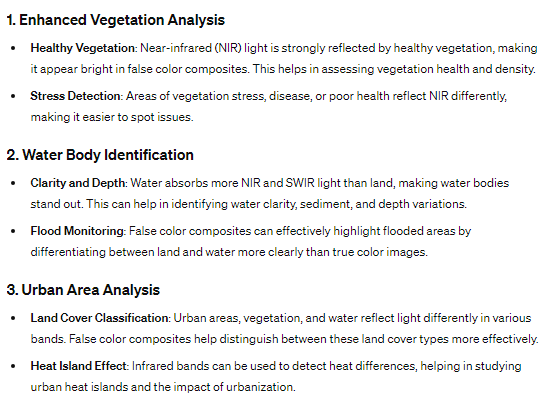 1. Enhanced Vegetation Analysis
• Healthy Vegetation: Near-infrared (NIR) light is strongly reflected by healthy vegetation, making
it appear bright in false color composites. This helps in assessing vegetation health and density.
• Stress Detection: Areas of vegetation stress, disease, or poor health reflect NIR differently,
making it easier to spot issues.
2. Water Body Identification
• Clarity and Depth: Water absorbs more NIR and SWIR light than land, making water bodies
stand out. This can help in identifying water clarity, sediment, and depth variations.
• Flood Monitoring: False color composites can effectively highlight flooded areas by
differentiating between land and water more clearly than true color images.
3. Urban Area Analysis
• Land Cover Classification: Urban areas, vegetation, and water reflect light differently in various
bands. False color composites help distinguish between these land cover types more effectively.
• Heat Island Effect: Infrared bands can be used to detect heat differences, helping in studying
urban heat islands and the impact of urbanization.